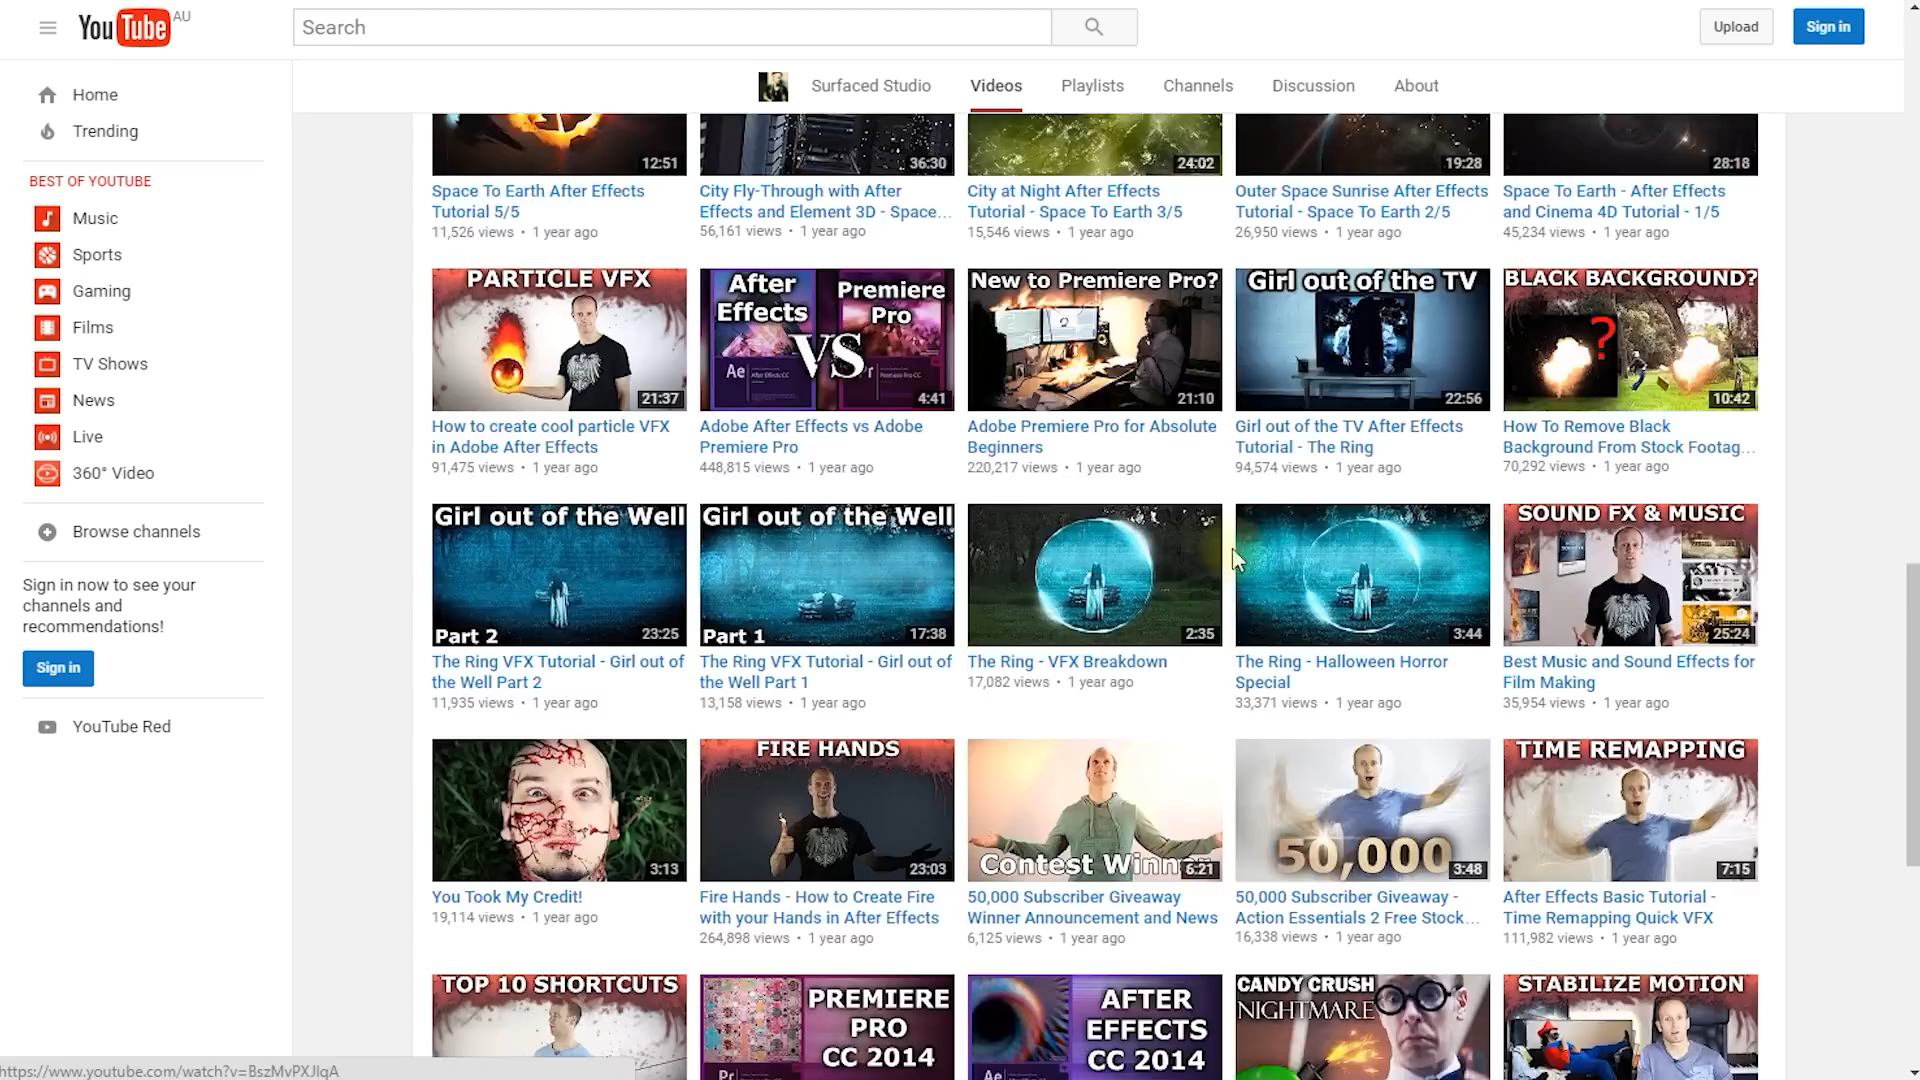 YouTube AU
Search
Upload
Sign in
Home
Trending
BEST OF YOUTUBE
Music
Sports
Gaming
Films
TV Shows
News
Live
360° Video
Browse channels
Sign in now to see your
channels and
recommendations!
Sign in
YouTube Red
Surfaced Studio
Videos
Playlists
Channels
Discussion
About
12:51
Space To Earth After Effects
Tutorial 5/5
11,526 views • 1 year ago
36:30
City Fly-Through with After
Effects and Element 3D - Space...
56,161 views • 1 year ago
24:02
City at Night After Effects
Tutorial - Space To Earth 3/5
15,546 views • 1 year ago
19:28
Outer Space Sunrise After Effects
Tutorial - Space To Earth 2/5
26,950 views • 1 year ago
28:18
Space To Earth - After Effects
and Cinema 4D Tutorial - 1/5
45,234 views • 1 year ago
PARTICLE VFX
21:37
How to create cool particle VFX
in Adobe After Effects
91,475 views • 1 year ago
After
Effects
VS
Premiere
Pro
Ae
4:41
Adobe After Effects vs Adobe
Premiere Pro
448,815 views • 1 year ago
New to Premiere Pro?
21:10
Adobe Premiere Pro for Absolute
Beginners
220,217 views • 1 year ago
Girl out of the TV
22:56
Girl out of the TV After Effects
Tutorial - The Ring
94,574 views • 1 year ago
BLACK BACKGROUND?
?
10:42
How To Remove Black
Background From Stock Footag...
70,292 views • 1 year ago
Girl out of the Well
Part 2
23:25
The Ring VFX Tutorial - Girl out of
the Well Part 2
11,935 views • 1 year ago
Girl out of the Well
Part 1
17:38
The Ring VFX Tutorial - Girl out of
the Well Part 1
13,158 views • 1 year ago
2:35
The Ring - VFX Breakdown
17,082 views • 1 year ago
3:44
The Ring - Halloween Horror
Special
33,371 views • 1 year ago
SOUND FX & MUSIC
25:24
Best Music and Sound Effects for
Film Making
35,954 views • 1 year ago
3:13
You Took My Credit!
19,114 views • 1 year ago
FIRE HANDS
23:03
Fire Hands - How to Create Fire
with your Hands in After Effects
264,898 views • 1 year ago
Contest Winn
6:21
50,000 Subscriber Giveaway
Winner Announcement and News
6,125 views • 1 year ago
50,000
3:48
50,000 Subscriber Giveaway -
Action Essentials 2 Free Stock...
16,338 views • 1 year ago
TIME REMAPPING
7:15
After Effects Basic Tutorial -
Time Remapping Quick VFX
111,982 views • 1 year ago
TOP 10 SHORTCUTS
PREMIERE
PRO
CC 2014
Pr
AFTER
EFFECTS
CC 2014
Ae
CANDY CRUSH
NIGHTMARE
STABILIZE MOTION
https://www.youtube.com/watch?v=BszMvPXJlqA